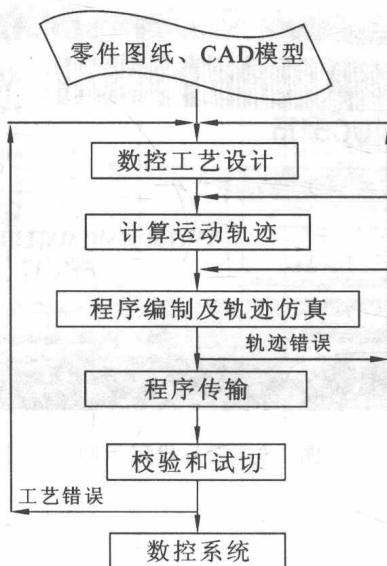 零件图纸、CAD模型
数控工艺设计
计算运动轨迹
程序编制及轨迹仿真
轨迹错误
程序传输
校验和试切
工艺错误
数控系统